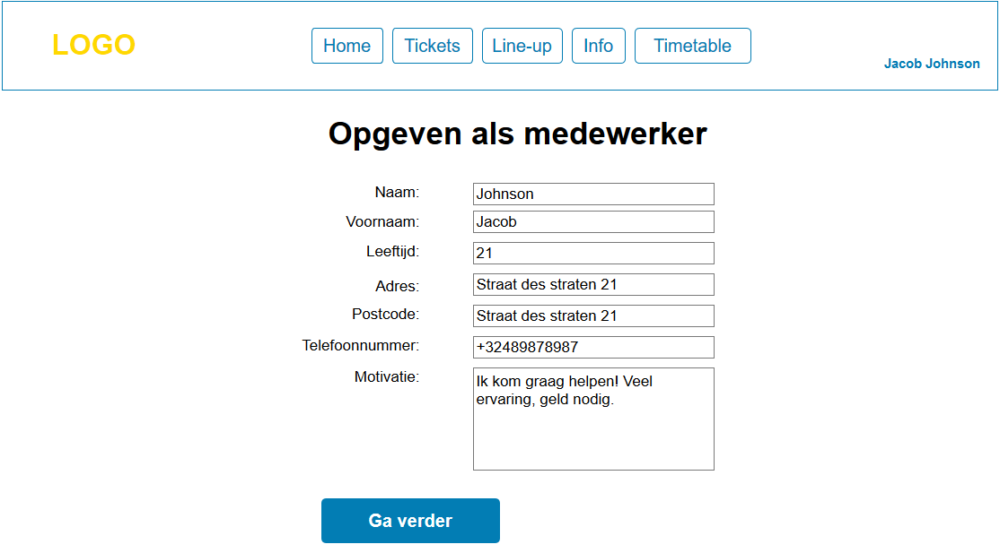 LOGO
Home
Tickets
Line-up
Info
Timetable
Jacob Johnson
Opgeven als medewerker
Naam:
Johnson
Voornaam:
Jacob
Leeftijd:
21
Adres:
Straat des straten 21
Postcode:
Straat des straten 21
Telefoonnummer:
+32489878987
Motivatie:
Ik kom graag helpen! Veel
ervaring, geld nodig.
Ga verder